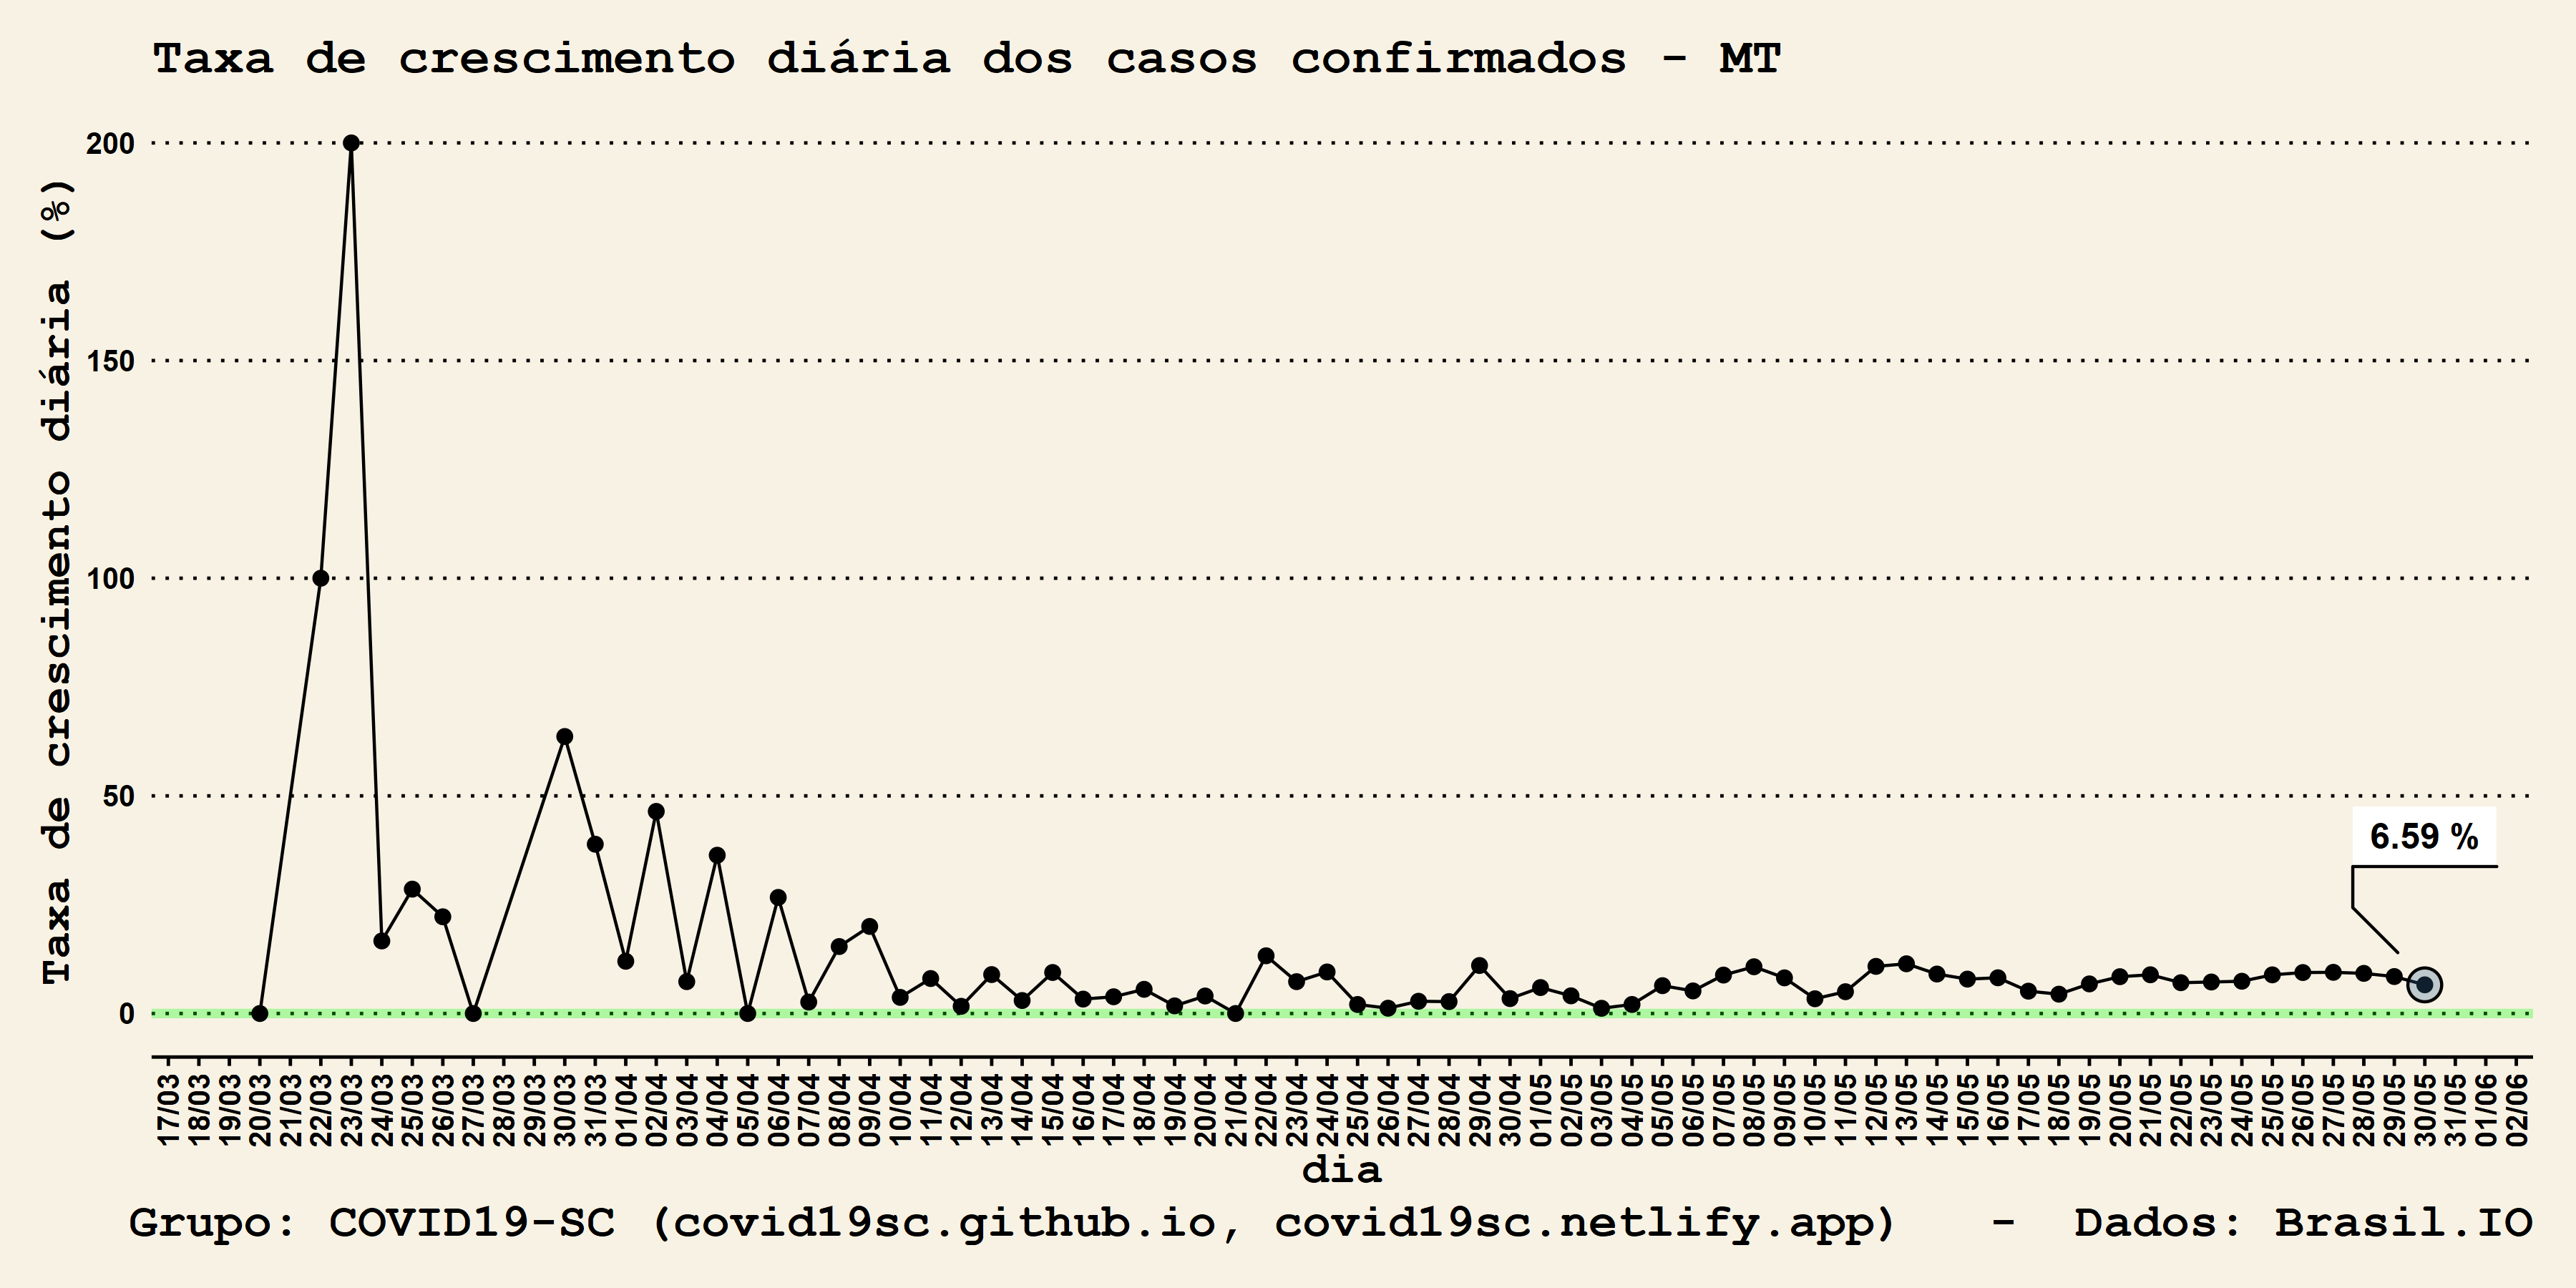 Taxa de crescimento diária dos casos confirmados - MT
Taxa de crescimento diária (%)
200
150
100
50
0
6.59 %
17/03 18/03 19/03 20/03 21/03 22/03 23/03 24/03 25/03 26/03 27/03 28/03 29/03 30/03 31/03 01/04 02/04 03/04 04/04 05/04 06/04 07/04 08/04 09/04 10/04 11/04 12/04 13/04 14/04 15/04 16/04 17/04 18/04 19/04 20/04 21/04 22/04 23/04 24/04 25/04 26/04 27/04 28/04 29/04 30/04 01/05 02/05 03/05 04/05 05/05 06/05 07/05 08/05 09/05 10/05 11/05 12/05 13/05 14/05 15/05 16/05 17/05 18/05 19/05 20/05 21/05 22/05 23/05 24/05 25/05 26/05 27/05 28/05 29/05 30/05 31/05 01/06 02/06
dia
Grupo: COVID19-SC (covid19sc.github.io, covid19sc.netlify.app) - Dados: Brasil.IO